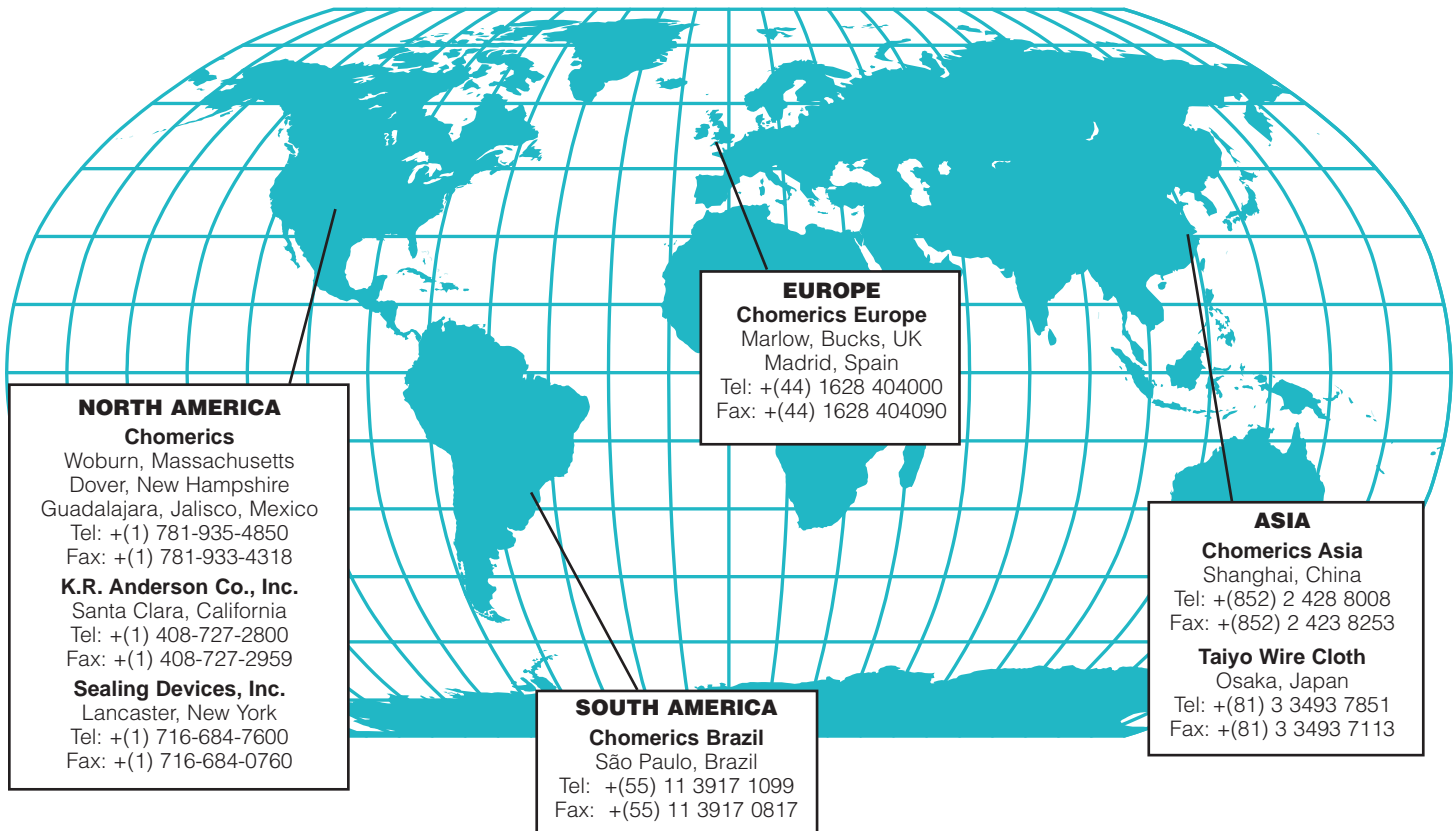 NORTH AMERICA
Chomerics
Woburn, Massachusetts
Dover, New Hampshire
Guadalajara, Jalisco, Mexico
Tel: +(1) 781-935-4850
Fax: +(1) 781-933-4318
K.R. Anderson Co., Inc.
Santa Clara, California
Tel: +(1) 408-727-2800
Fax: +(1) 408-727-2959
Sealing Devices, Inc.
Lancaster, New York
Tel: +(1) 716-684-7600
Fax: +(1) 716-684-0760
SOUTH AMERICA
Chomerics Brazil
São Paulo, Brazil
Tel: +(55) 11 3917 1099
Fax: +(55) 11 3917 0817
EUROPE
Chomerics Europe
Marlow, Bucks, UK
Madrid, Spain
Tel: +(44) 1628 404000
Fax: +(44) 1628 404090
ASIA
Chomerics Asia
Shanghai, China
Tel: +(852) 2 428 8008
Fax: +(852) 2 423 8253
Taiyo Wire Cloth
Osaka, Japan
Tel: +(81) 3 3493 7851
Fax: +(81) 3 3493 7113